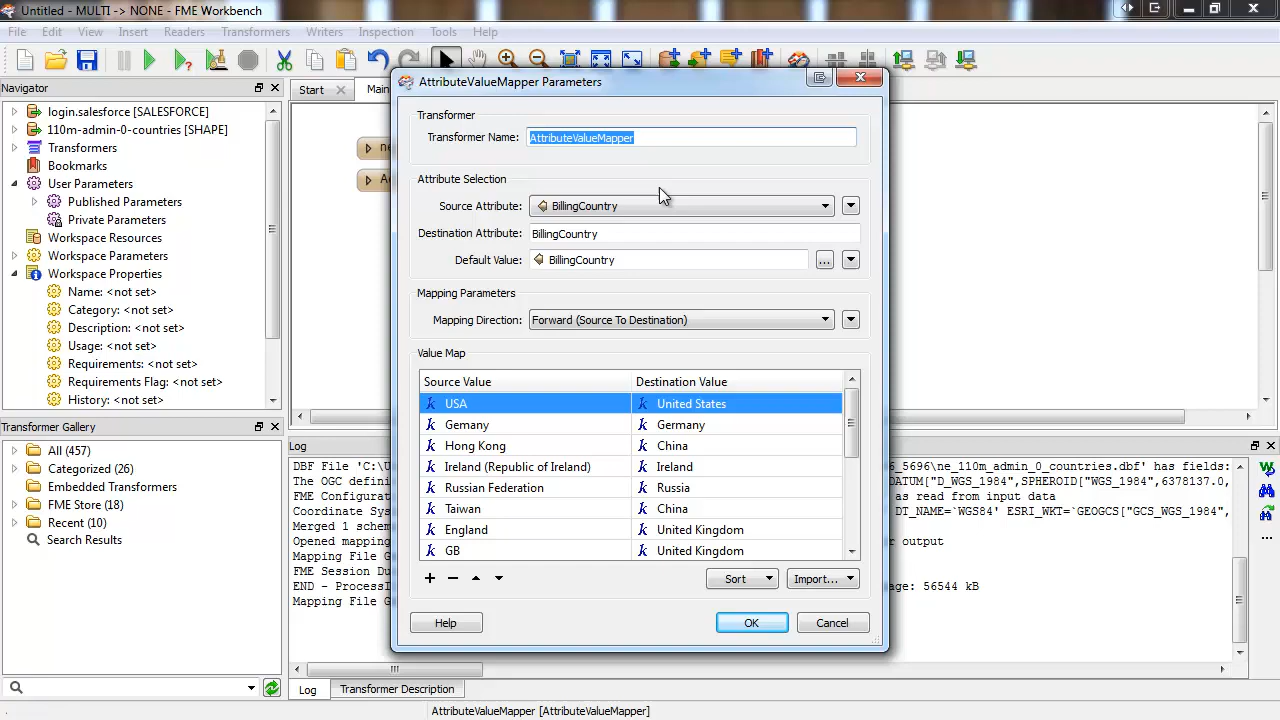 Untitled - MULTI -> NONE - FME Workbench
File Edit View Insert Readers Transformers Writers Inspection Tools Help
Navigator
login.salesforce [SALESFORCE]
110m-admin-0-countries [SHAPE]
Transformers
Bookmarks
User Parameters
Published Parameters
Private Parameters
Workspace Resources
Workspace Parameters
Workspace Properties
Name: <not set>
Category: <not set>
Description: <not set>
Usage: <not set>
Requirements: <not set>
Requirements Flag: <not set>
History: <not set>
Transformer Gallery
All (457)
Categorized (26)
Embedded Transformers
FME Store (18)
Recent (10)
Search Results
Start
Main
AttributeValueMapper Parameters
Transformer
Transformer Name: AttributeValueMapper
Attribute Selection
Source Attribute: BillingCountry
Destination Attribute: BillingCountry
Default Value: BillingCountry
...
Mapping Parameters
Mapping Direction: Forward (Source To Destination)
Value Map
Source Value Destination Value
USA United States
Gemany Germany
Hong Kong China
Ireland (Republic of Ireland) Ireland
Russian Federation Russia
Taiwan China
England United Kingdom
GB United Kingdom
Sort Import...
Help OK Cancel
Log
DBF File 'C:\U _5696\ne_110m_admin_0_countries.dbf' has fields:
The OGC defin DATUM["D_WGS_1984",SPHEROID["WGS_1984",6378137.0,
FME Configurat as read from input data
Coordinate Sys DT_NAME=`WGS84' ESRI_WKT=`GEOGCS["GCS_WGS_1984",
Merged 1 schem
Opened mapping r output
Mapping File G
FME Session Du
END - ProcessI age: 56544 kB
Mapping File G
Log Transformer Description
AttributeValueMapper [AttributeValueMapper]